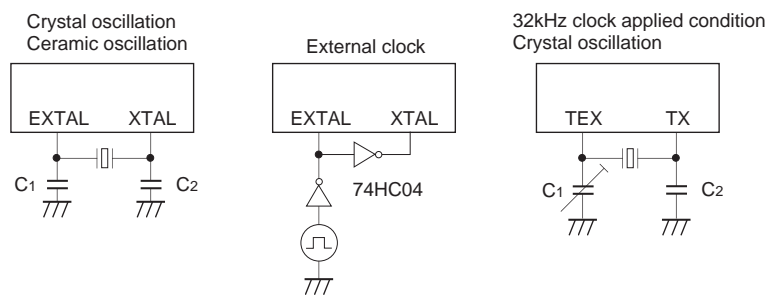 Crystal oscillation
Ceramic oscillation
EXTAL XTAL
C1 C2
External clock
EXTAL XTAL
74HC04
32kHz clock applied condition
Crystal oscillation
TEX TX
C1 C2